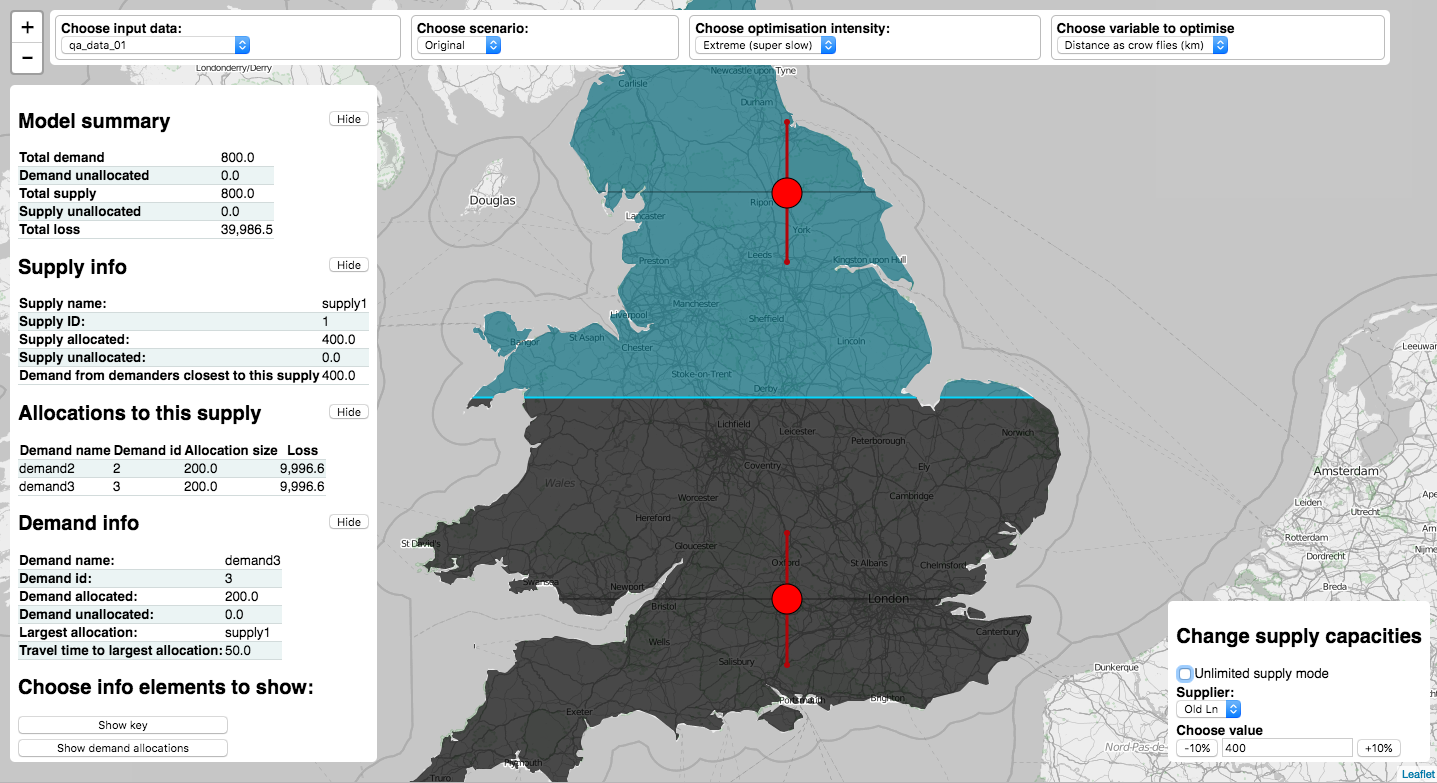 +
−
Choose input data:
qa_data_01
Choose scenario:
Original
Choose optimisation intensity:
Extreme (super slow)
Choose variable to optimise
Distance as crow flies (km)
Londonderry/Derry
Newcastle upon Tyne
Carlisle
Durham
Douglas
Ripon
Lancaster
York
Preston
Leeds
Kingston upon Hull
Manchester
Liverpool
Sheffield
St Asaph
Bangor
Chester
Lincoln
Stoke-on-Trent
Derby
Lichfield
Leicester
Norwich
Peterborough
Coventry
Ely
Wales
Worcester
Cambridge
Hereford
St David's
Gloucester
Oxford
St Albans
Chelmsford
Swansea
Newport
London
Bristol
Canterbury
Wells
Salisbury
Portsmouth
Brighton
Exeter
Plymouth
Truro
Leeuwar
Amsterdam
Leiden
Utrecht
Ape
Arn
Rotterdam
Nijme
Dordrecht
Breda
Dunkerque
Nord-Pas-de-
Model summary
Hide
Total demand 800.0
Demand unallocated 0.0
Total supply 800.0
Supply unallocated 0.0
Total loss 39,986.5
Supply info
Hide
Supply name: supply1
Supply ID: 1
Supply allocated: 400.0
Supply unallocated: 0.0
Demand from demanders closest to this supply 400.0
Allocations to this supply
Hide
Demand name Demand id Allocation size Loss
demand2 2 200.0 9,996.6
demand3 3 200.0 9,996.6
Demand info
Hide
Demand name: demand3
Demand id: 3
Demand allocated: 200.0
Demand unallocated: 0.0
Largest allocation: supply1
Travel time to largest allocation: 50.0
Choose info elements to show:
Show key
Show demand allocations
Change supply capacities
Unlimited supply mode
Supplier:
Old Ln
Choose value
-10% 400 +10%
Leaflet